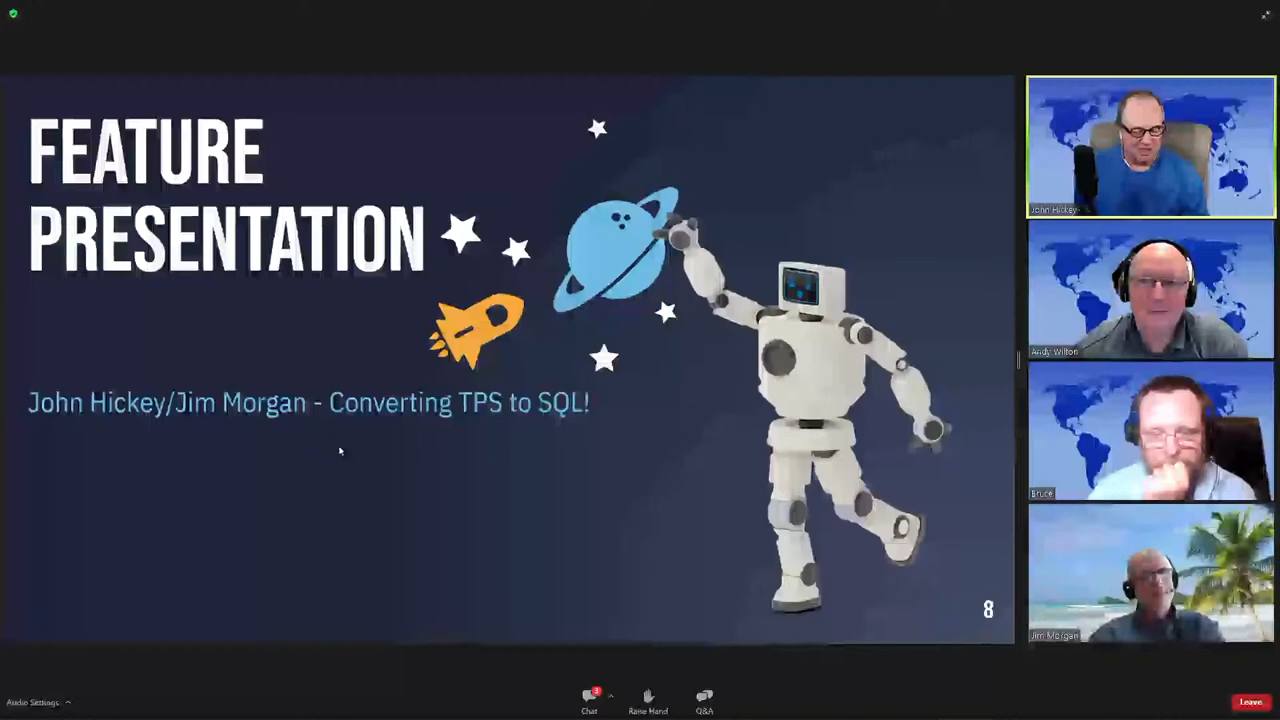 FEATURE
PRESENTATION
John Hickey/Jim Morgan - Converting TPS to SQL!
8
John Hickey
Andy Wilton
Bruce
Jim Morgan
Audio Settings
3
Chat
Raise Hand
Q&A
Leave